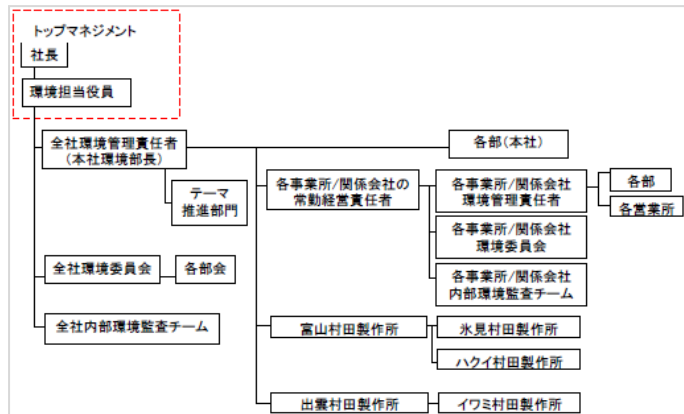 トップマネジメント
社長
環境担当役員
全社環境管理責任者
(本社環境部長)
各部(本社)
テーマ
推進部門
各事業所/関係会社の
常勤経営責任者
各事業所/関係会社
環境管理責任者
各部
各営業所
各事業所/関係会社
環境委員会
全社環境委員会
各部会
各事業所/関係会社
内部環境監査チーム
全社内部環境監査チーム
富山村田製作所
氷見村田製作所
ハクイ村田製作所
出雲村田製作所
イワミ村田製作所